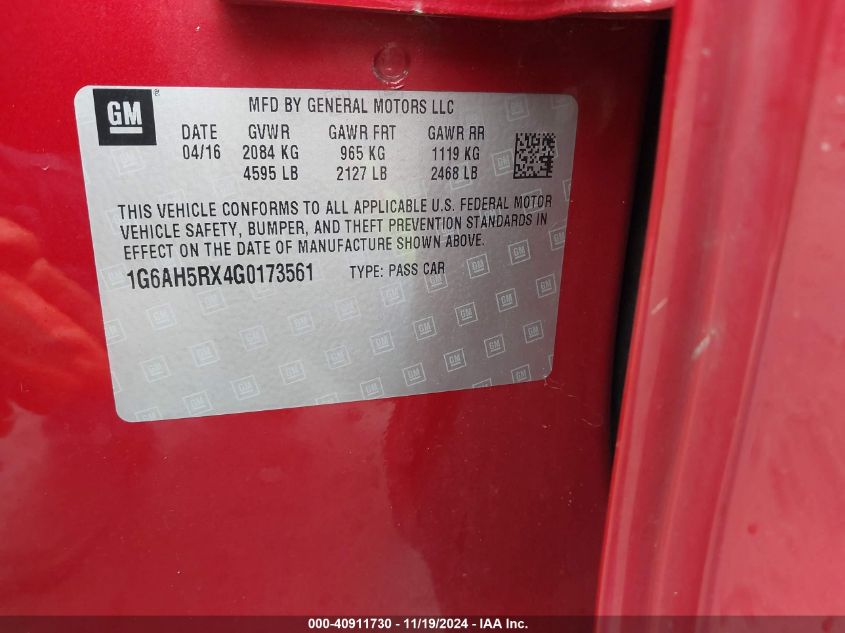 GM
MFD BY GENERAL MOTORS LLC
DATE GVWR GAWR FRT GAWR RR
04/16 2084 KG 965 KG 1119 KG
4595 LB 2127 LB 2468 LB
THIS VEHICLE CONFORMS TO ALL APPLICABLE U.S. FEDERAL MOTOR
VEHICLE SAFETY, BUMPER, AND THEFT PREVENTION STANDARDS IN
EFFECT ON THE DATE OF MANUFACTURE SHOWN ABOVE.
1G6AH5RX4G0173561 TYPE: PASS CAR
000-40911730 - 11/19/2024 - IAA Inc.